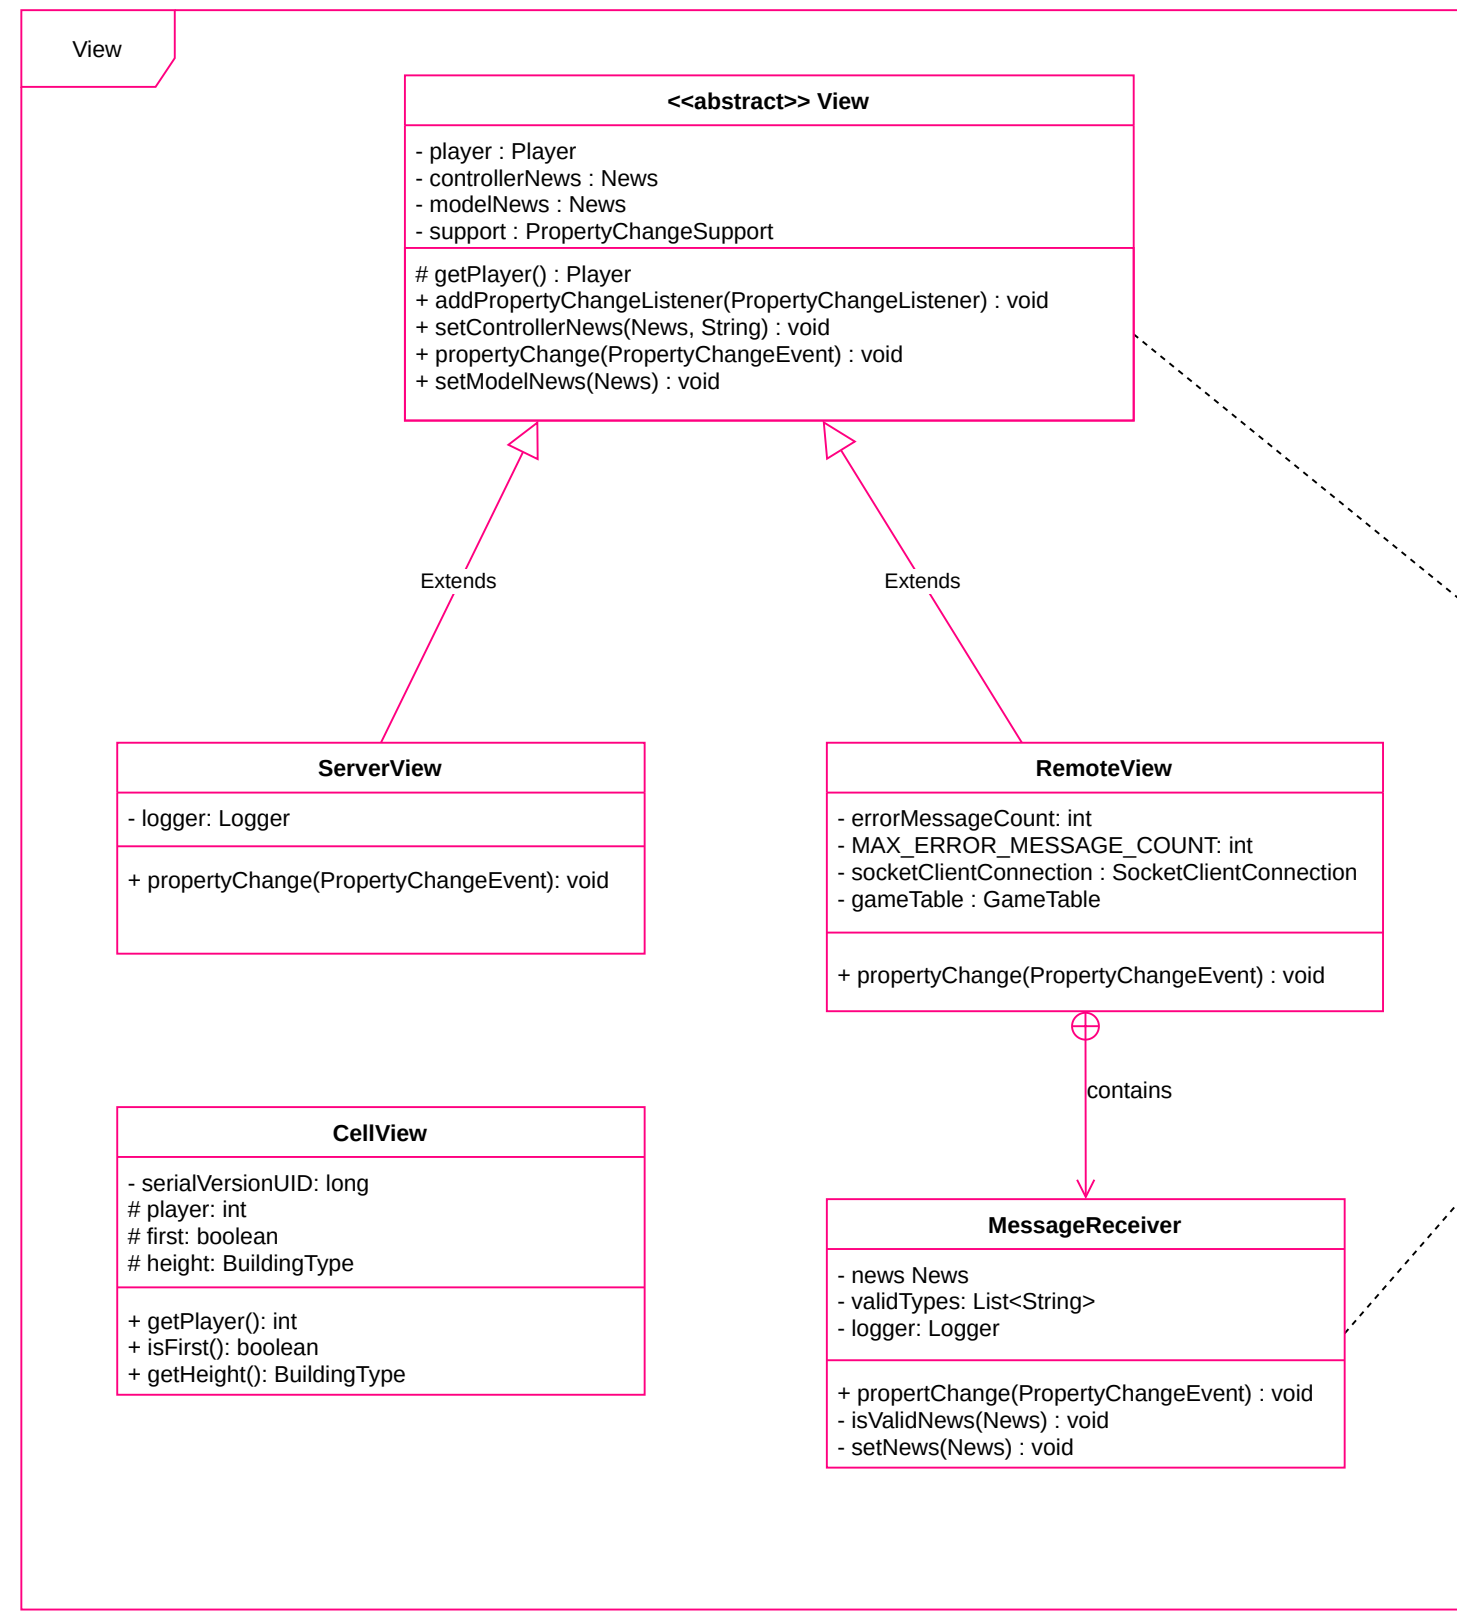 View
<<abstract>> View
- player : Player
- controllerNews : News
- modelNews : News
- support : PropertyChangeSupport
# getPlayer() : Player
+ addPropertyChangeListener(PropertyChangeListener) : void
+ setControllerNews(News, String) : void
+ propertyChange(PropertyChangeEvent) : void
+ setModelNews(News) : void
Extends
Extends
ServerView
- logger: Logger
+ propertyChange(PropertyChangeEvent): void
RemoteView
- errorMessageCount: int
- MAX_ERROR_MESSAGE_COUNT: int
- socketClientConnection : SocketClientConnection
- gameTable : GameTable
+ propertyChange(PropertyChangeEvent) : void
contains
CellView
- serialVersionUID: long
# player: int
# first: boolean
# height: BuildingType
+ getPlayer(): int
+ isFirst(): boolean
+ getHeight(): BuildingType
MessageReceiver
- news News
- validTypes: List<String>
- logger: Logger
+ propertChange(PropertyChangeEvent) : void
- isValidNews(News) : void
- setNews(News) : void